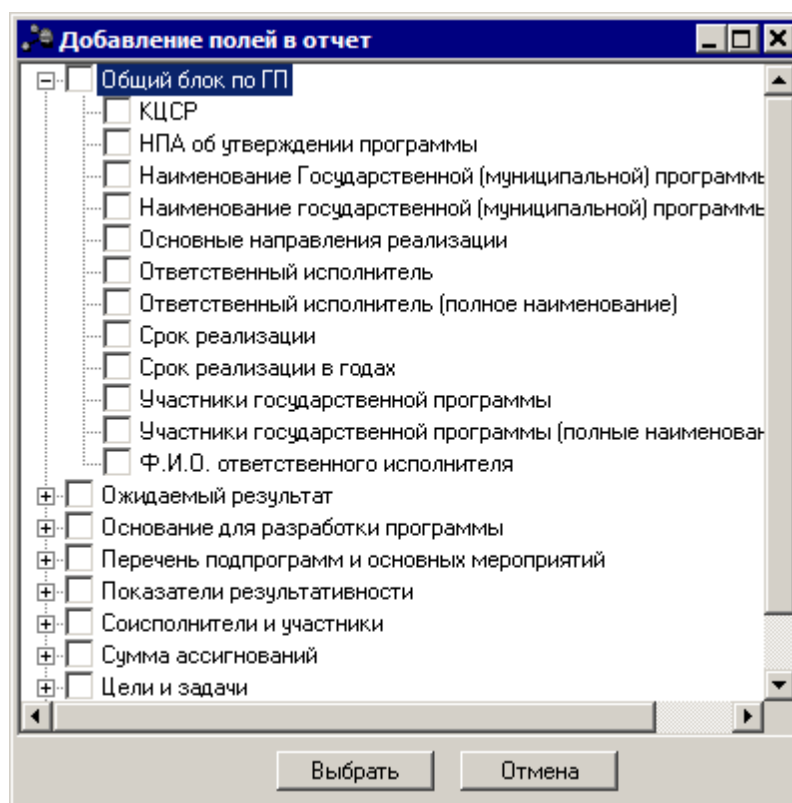 Добавление полей в отчет
Общий блок по ГП
КЦСР
НПА об утверждении программы
Наименование Государственной (муниципальной) программы
Наименование государственной (муниципальной) программы
Основные направления реализации
Ответственный исполнитель
Ответственный исполнитель (полное наименование)
Срок реализации
Срок реализации в годах
Участники государственной программы
Участники государственной программы (полные наименован
Ф.И.О. ответственного исполнителя
Ожидаемый результат
Основание для разработки программы
Перечень подпрограмм и основных мероприятий
Показатели результативности
Соисполнители и участники
Сумма ассигнований
Цели и задачи
Выбрать Отмена